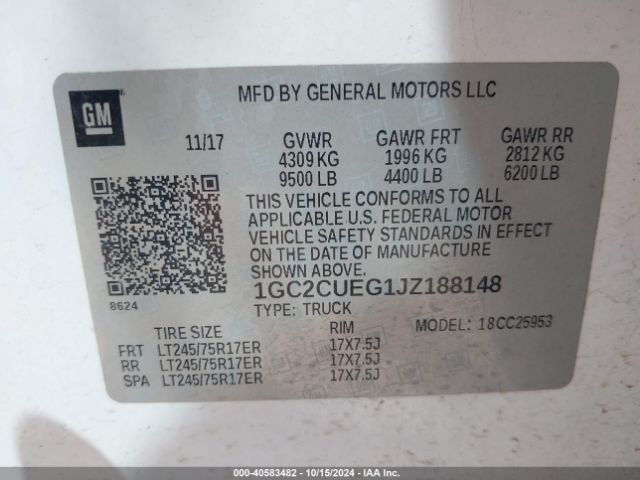 GM
MFD BY GENERAL MOTORS LLC
11/17 GVWR GAWR FRT GAWR RR
4309 KG 1996 KG 2812 KG
9500 LB 4400 LB 6200 LB
THIS VEHICLE CONFORMS TO ALL
APPLICABLE U.S. FEDERAL MOTOR
VEHICLE SAFETY STANDARDS IN EFFECT
ON THE DATE OF MANUFACTURE
SHOWN ABOVE.
8624
1GC2CUEG1JZ188148
TYPE: TRUCK
TIRE SIZE RIM MODEL: 18CC25953
FRT LT245/75R17ER 17X7.5J
RR LT245/75R17ER 17X7.5J
SPA LT245/75R17ER 17X7.5J
000-40583482 - 10/15/2024 - IAA Inc.